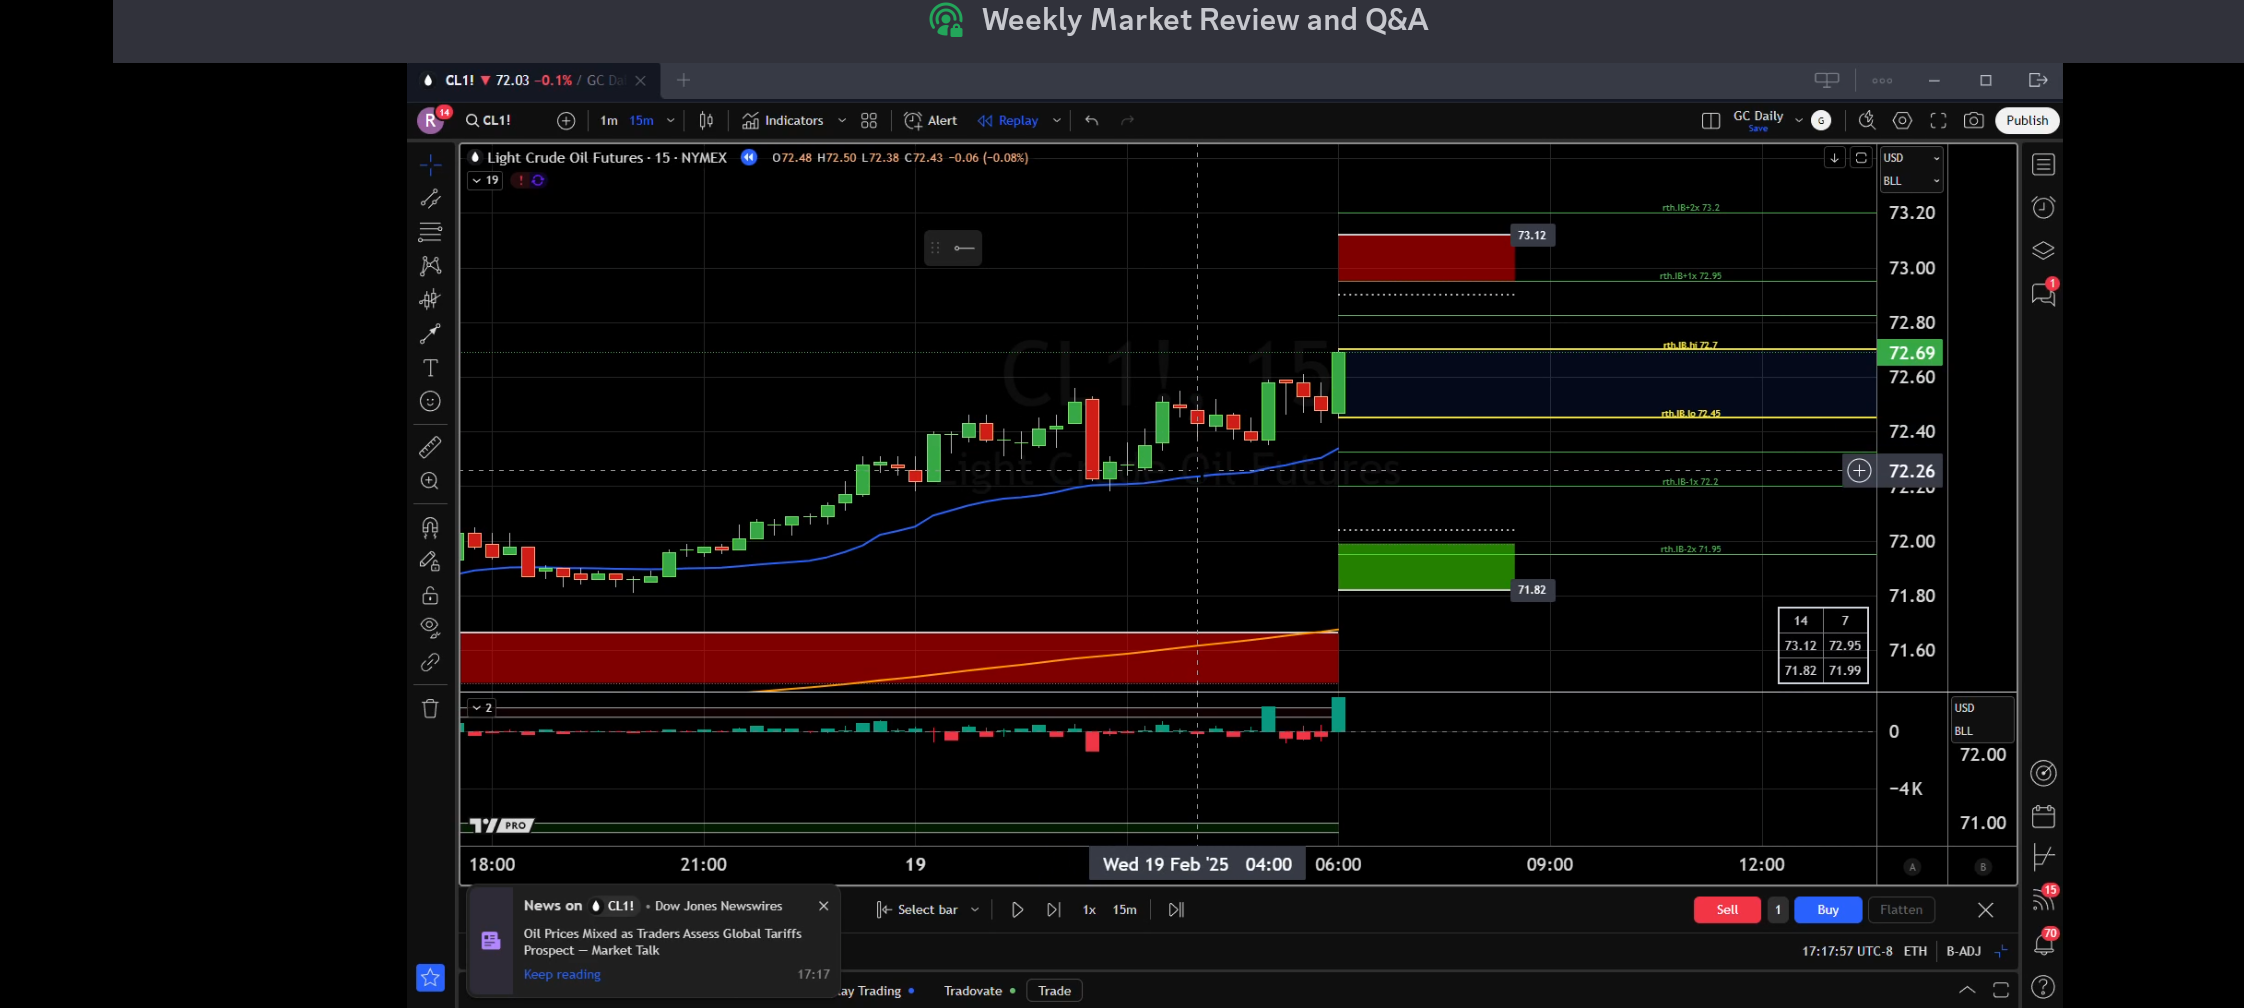 Weekly Market Review and Q&A
CL1! ▼ 72.03 −0.1% / GC Da
R 14 CL1! 1m 15m Indicators Alert Replay GC Daily Save G Publish
Light Crude Oil Futures · 15 · NYMEX O72.48 H72.50 L72.38 C72.43 −0.06 (−0.08%)
19 !
USD
BLL
CL1!, 15
Light Crude Oil Futures
rth.IB+2x 73.2
73.12
rth.IB+1x 72.95
rth.IB.hi 72.7
rth.IB.lo 72.45
rth.IB-1x 72.2
rth.IB-2x 71.95
71.82
73.20
73.00
72.80
72.69
72.60
72.40
72.26
72.20
72.00
71.80
71.60
14 7
73.12 72.95
71.82 71.99
2
0
−4K
USD
BLL
72.00
71.00
PRO
18:00 21:00 19 Wed 19 Feb '25 04:00 06:00 09:00 12:00 A B
1
15
70
News on CL1! • Dow Jones Newswires
Oil Prices Mixed as Traders Assess Global Tariffs
Prospect — Market Talk
Keep reading 17:17
Select bar 1x 15m
Sell 1 Buy Flatten
17:17:57 UTC-8 ETH B-ADJ
ay Trading Tradovate Trade